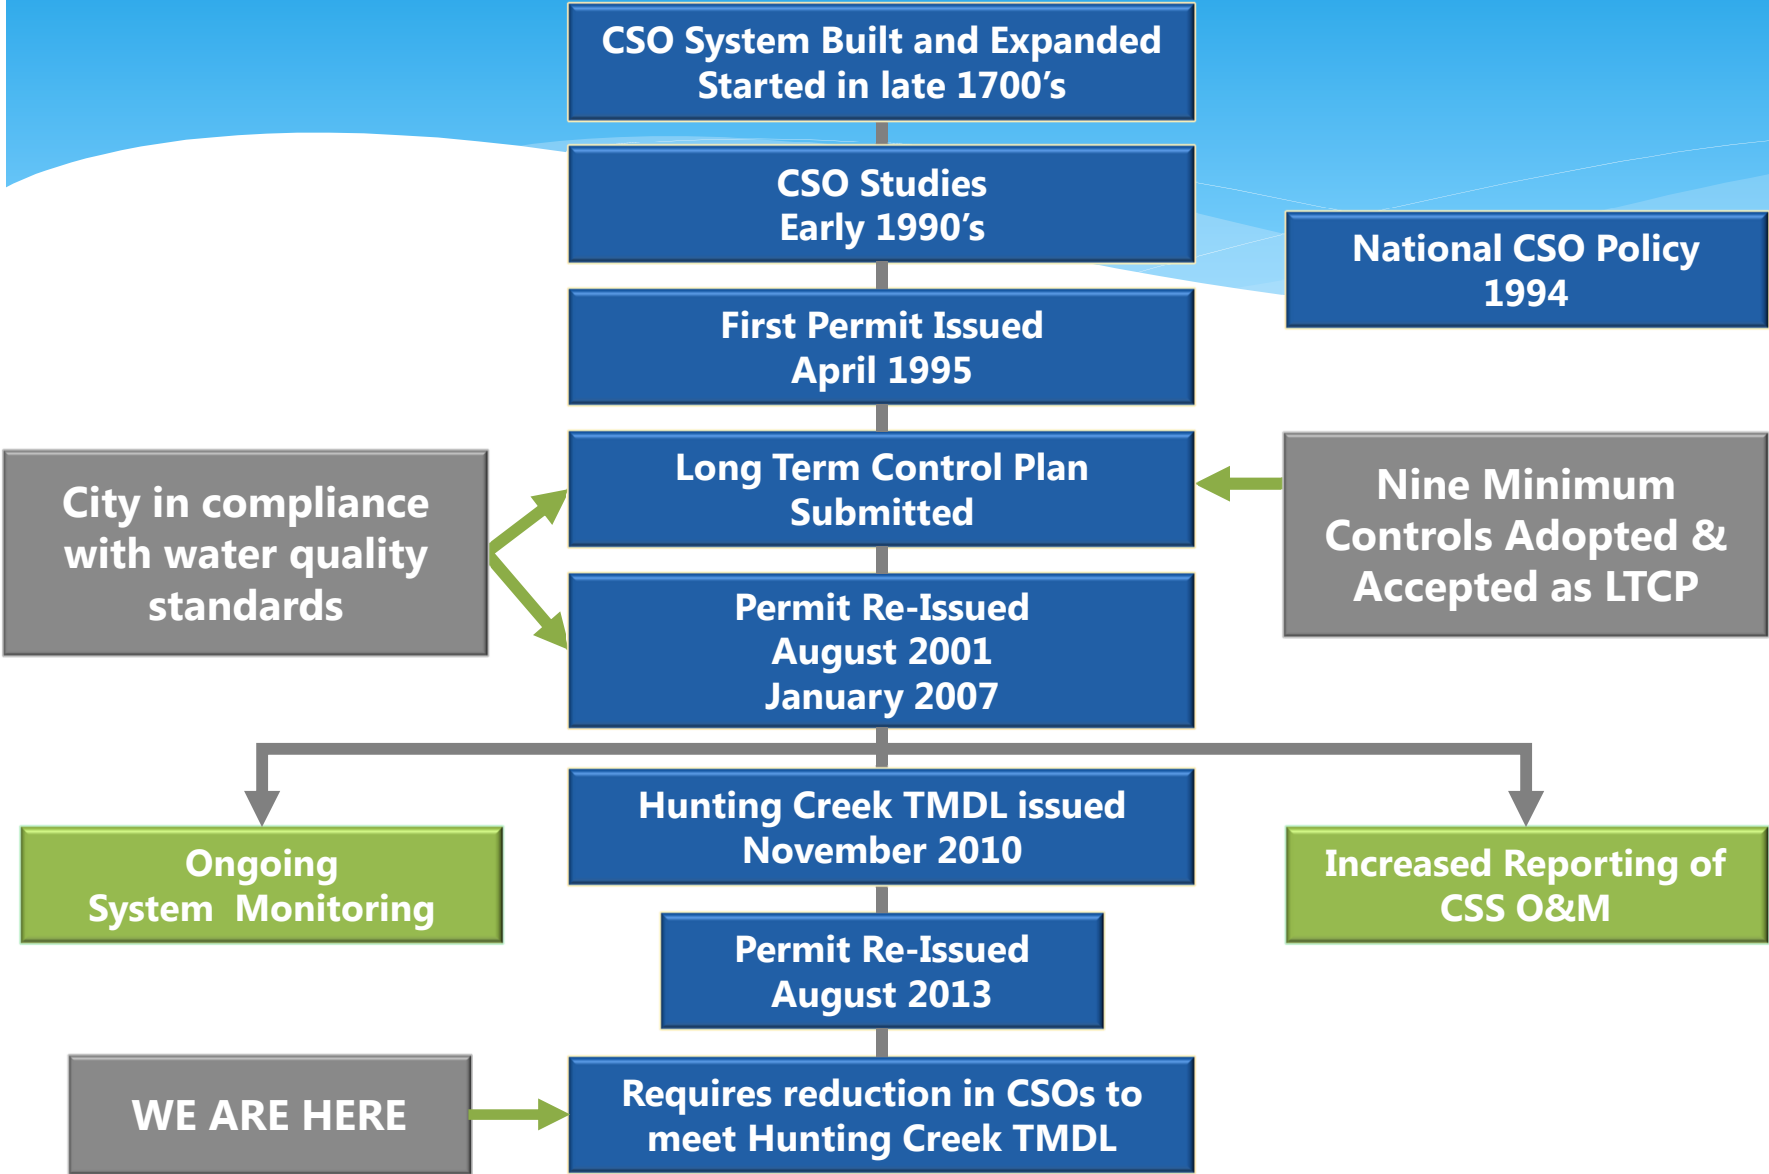 CSO System Built and Expanded
Started in late 1700’s
CSO Studies
Early 1990’s
National CSO Policy
1994
First Permit Issued
April 1995
City in compliance
with water quality
standards
Long Term Control Plan
Submitted
Nine Minimum
Controls Adopted &
Accepted as LTCP
Permit Re-Issued
August 2001
January 2007
Hunting Creek TMDL issued
November 2010
Ongoing
System  Monitoring
Increased Reporting of
CSS O&M
Permit Re-Issued
August 2013
WE ARE HERE
Requires reduction in CSOs to
meet Hunting Creek TMDL